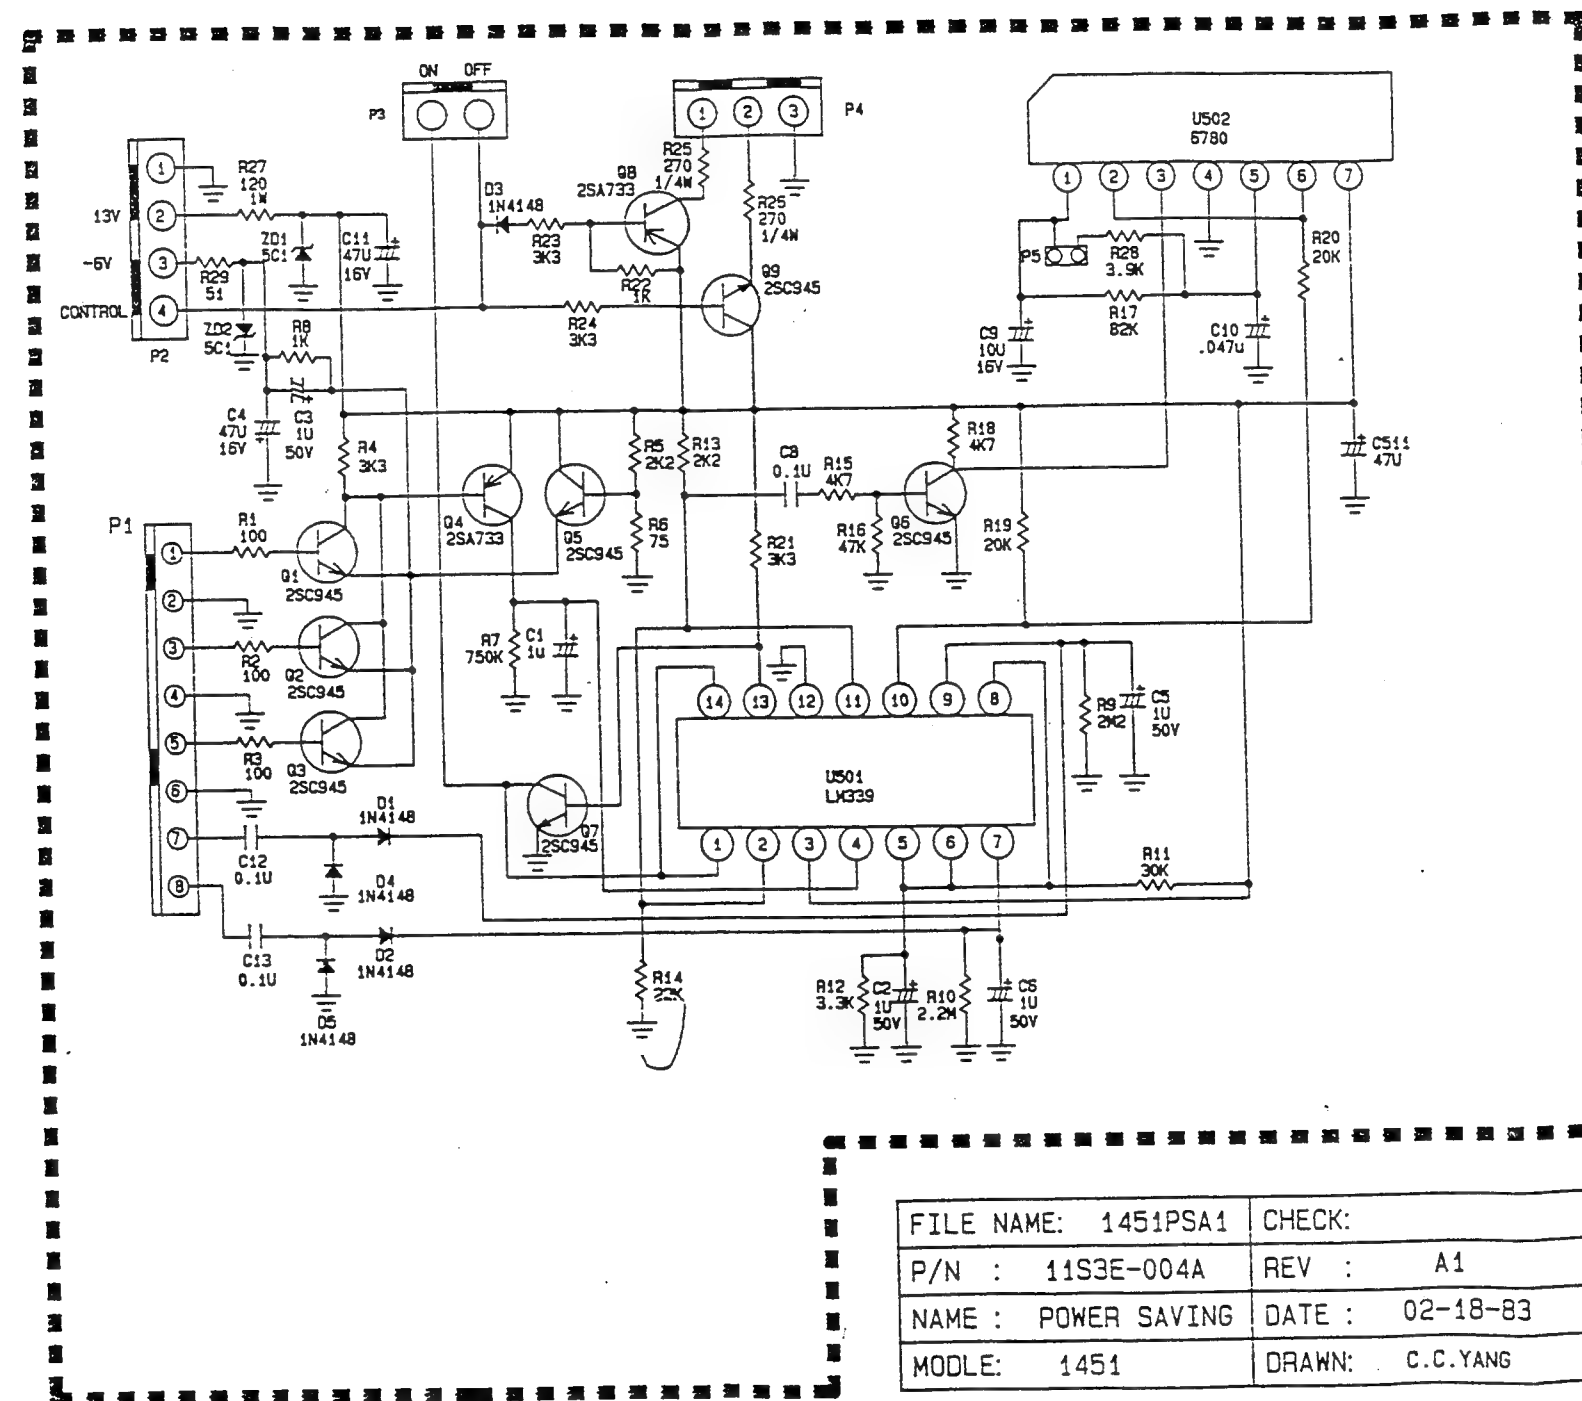 ON OFF
P3
1 2 3
P4
U502
6780
1 2 3 4 5 6 7
1
13V 2
-6V 3
CONTROL 4
P2
R27
120
1W
R29
51
ZD1
5C1
C11
47U
16V
ZD2
5C1
R8
1K
C4
47U
16V
C3
1U
50V
D3
1N4148
R23
3K3
Q8
2SA733
R25
270
1/4W
R25
270
1/4W
R22
1K
R24
3K3
Q9
2SC945
P5
R28
3.9K
R17
82K
C9
10U
16V
C10
.047u
R20
20K
R4
3K3
Q4
2SA733
Q5
2SC945
R5
2K2
R13
2K2
R6
75
C8
0.1U
R15
4K7
R16
47K
Q6
2SC945
R18
4K7
R19
20K
C511
47U
R21
3K3
P1
1
2
3
4
5
6
7
8
R1
100
Q1
2SC945
R2
100
Q2
2SC945
R3
100
Q3
2SC945
R7
750K
C1
1u
14 13 12 11 10 9 8
U501
LM339
1 2 3 4 5 6 7
R9
2M2
C5
1U
50V
Q7
2SC945
D1
1N4148
C12
0.1U
D4
1N4148
C13
0.1U
D2
1N4148
D5
1N4148
R11
30K
R14
R12
3.3K
C2
1U
50V
R10
2.2M
C6
1U
50V
FILE NAME: 1451PSA1 CHECK:
P/N : 11S3E-004A REV : A1
NAME : POWER SAVING DATE : 02-18-83
MODLE: 1451 DRAWN: C.C.YANG